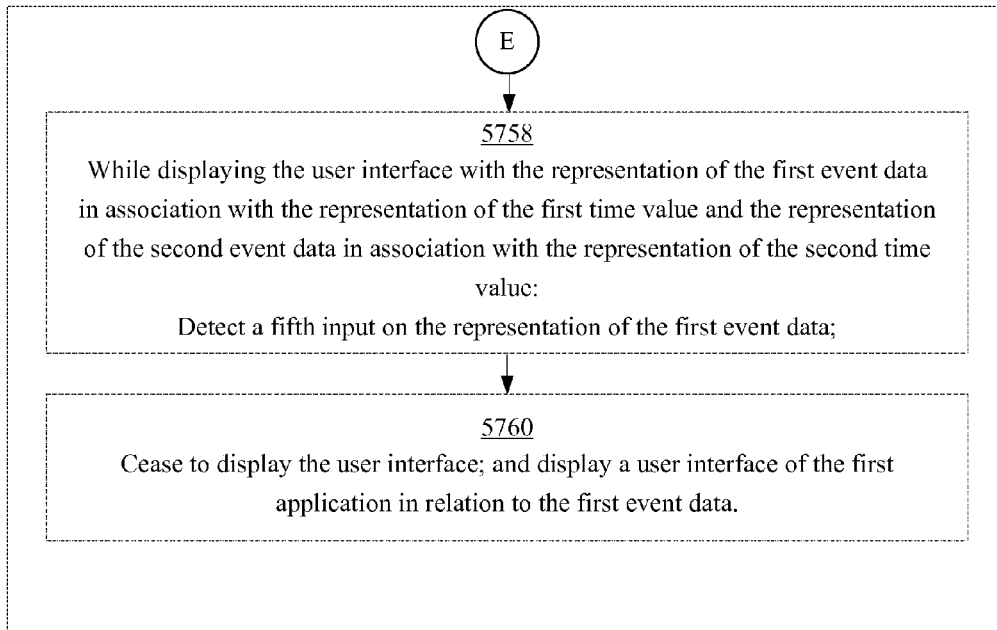 E
5758
While displaying the user interface with the representation of the first event data
in association with the representation of the first time value and the representation
of the second event data in association with the representation of the second time
value:
Detect a fifth input on the representation of the first event data;
5760
Cease to display the user interface; and display a user interface of the first
application in relation to the first event data.